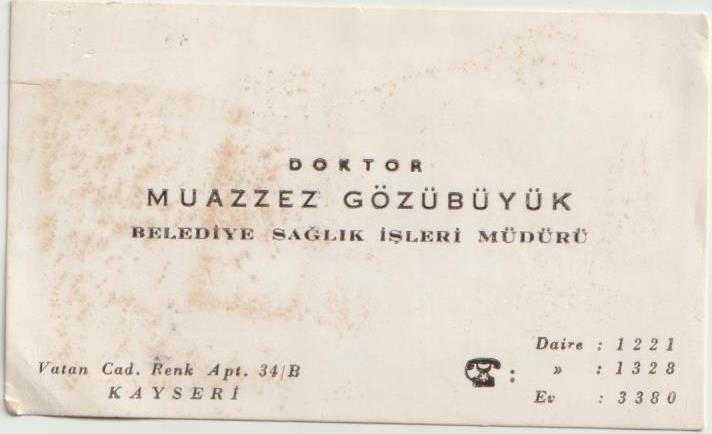 DOKTOR
MUAZZEZ GÖZÜBÜYÜK
BELEDİYE SAĞLIK İŞLERİ MÜDÜRÜ
Vatan Cad. Renk Apt. 34/B
KAYSERİ
Daire : 1221
» : 1328
Ev : 3380